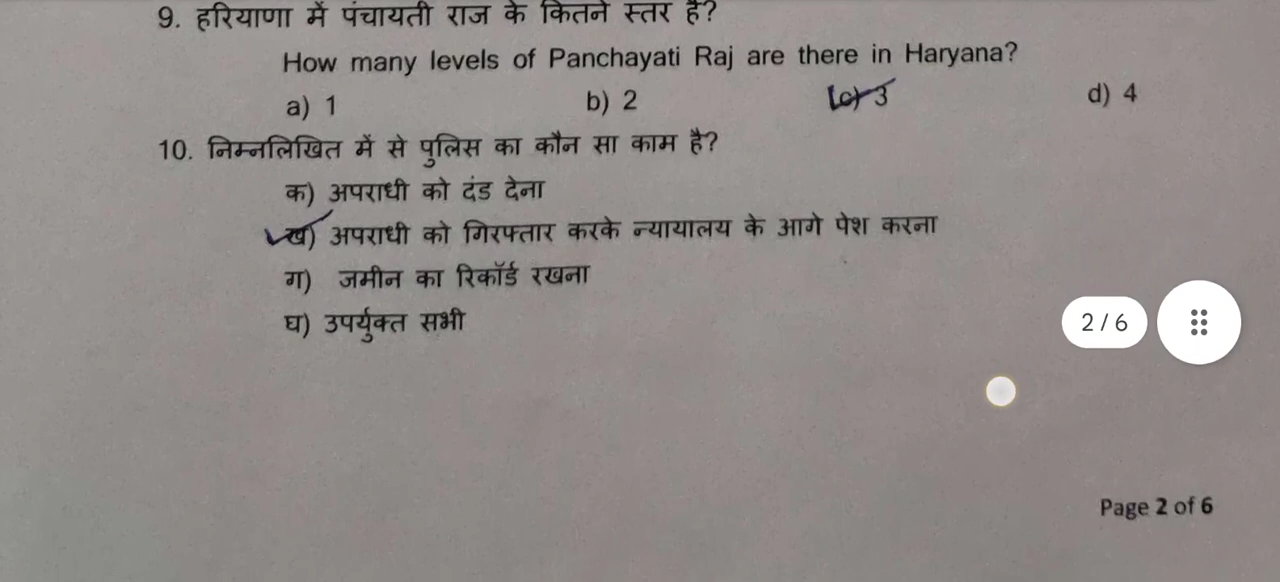 9. हरियाणा में पंचायती राज के कितने स्तर हैं?
How many levels of Panchayati Raj are there in Haryana?
a) 1 b) 2 (c) 3 d) 4
10. निम्नलिखित में से पुलिस का कौन सा काम है?
क) अपराधी को दंड देना
ख) अपराधी को गिरफ्तार करके न्यायालय के आगे पेश करना
ग) जमीन का रिकॉर्ड रखना
घ) उपर्युक्त सभी
2 / 6
Page 2 of 6